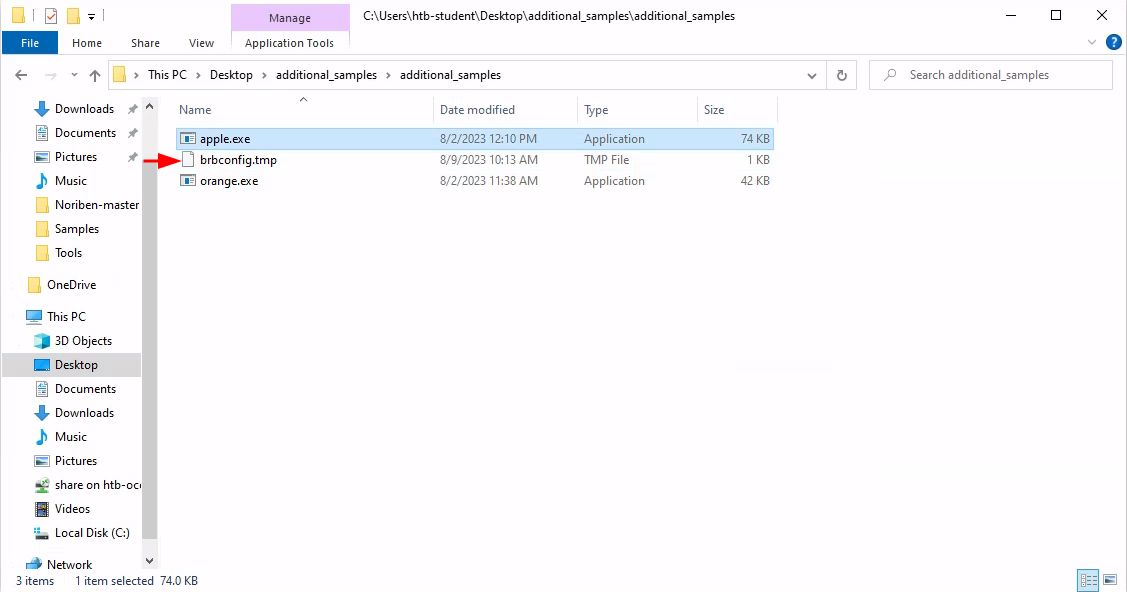 Manage
C:\Users\htb-student\Desktop\additional_samples\additional_samples
File Home Share View Application Tools
This PC Desktop additional_samples additional_samples
Search additional_samples
Name Date modified Type Size
apple.exe 8/2/2023 12:10 PM Application 74 KB
brbconfig.tmp 8/9/2023 10:13 AM TMP File 1 KB
orange.exe 8/2/2023 11:38 AM Application 42 KB
Downloads
Documents
Pictures
Music
Noriben-master
Samples
Tools
OneDrive
This PC
3D Objects
Desktop
Documents
Downloads
Music
Pictures
share on htb-oc
Videos
Local Disk (C:)
Network
3 items 1 item selected 74.0 KB